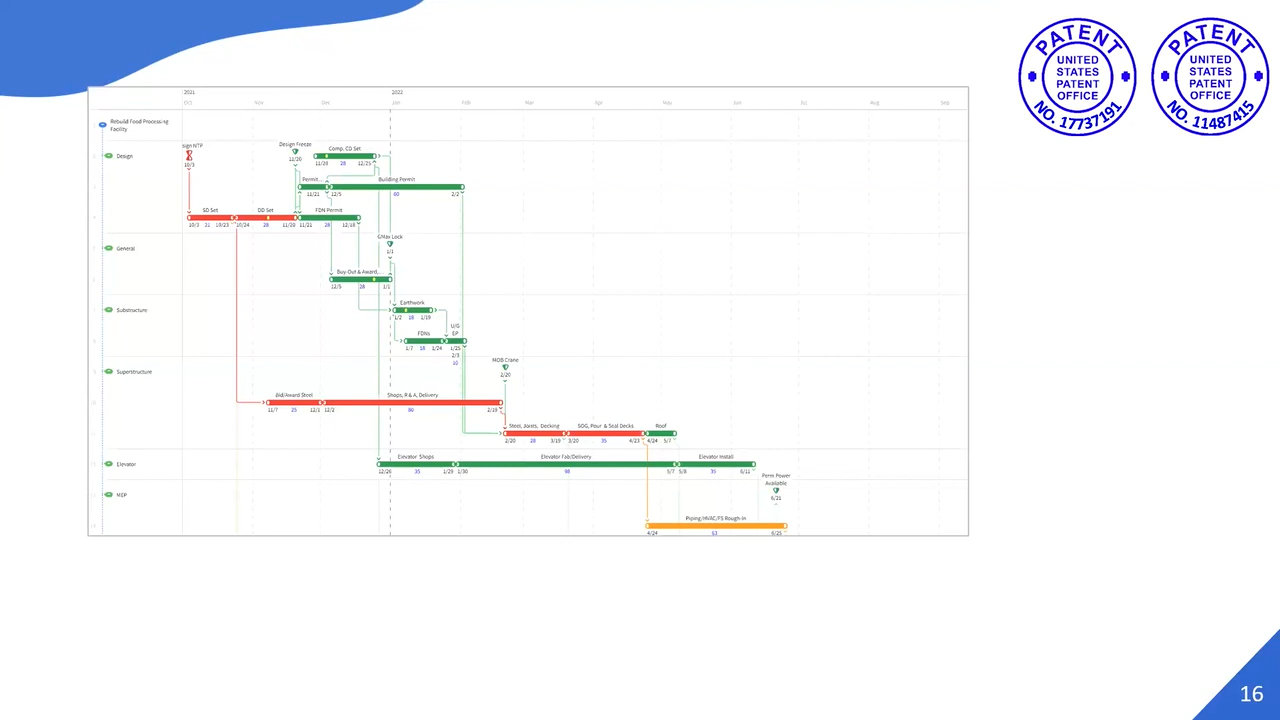 PATENT
UNITED
STATES
PATENT
OFFICE
NO. 17737191
PATENT
UNITED
STATES
PATENT
OFFICE
NO. 11487415
2021 2022
Oct Nov Dec Jan Feb Mar Apr May Jun Jul Aug Sep
Rebuild Food Processing
Facility
Design
sign NTP
10/3
Design Freeze
11/20
Comp. CD Set
11/28 28 12/25
Permit... Building Permit
11/21 12/5 60 2/2
SD Set DD Set FDN Permit
10/3 21 10/23 10/24 28 11/20 11/21 28 12/18
General
GMax Lock
1/1
Buy-Out & Award...
12/5 28 1/1
Substructure
Earthwork
1/2 18 1/19
FDNs
1/7 18 1/24
U/G
EP
1/25
2/3
10
Superstructure
MOB Crane
2/20
Bid/Award Steel Shops, R & A, Delivery
11/7 25 12/1 12/2 80 2/19
Steel, Joists, Decking SOG, Pour & Seal Decks Roof
2/20 28 3/19 3/20 35 4/23 4/24 5/7
Elevator
Elevator Shops Elevator Fab/Delivery Elevator Install
12/26 35 1/29 1/30 98 5/7 5/8 35 6/11
MEP
Perm Power
Available
6/21
Piping/HVAC/FS Rough-In
4/24 63 6/25
16